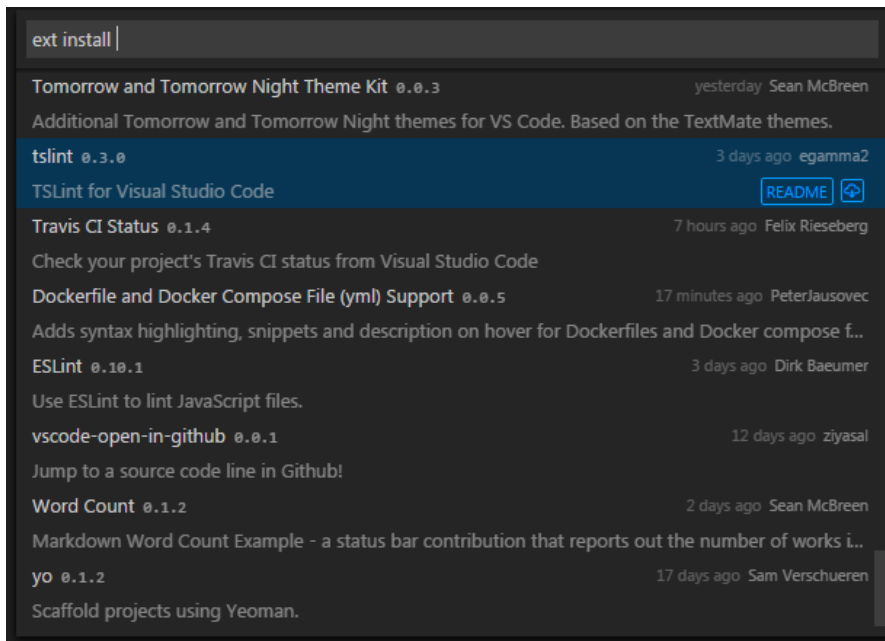 ext install
Tomorrow and Tomorrow Night Theme Kit 0.0.3 yesterday Sean McBreen
Additional Tomorrow and Tomorrow Night themes for VS Code. Based on the TextMate themes.
tslint 0.3.0 3 days ago egamma2
TSLint for Visual Studio Code README
Travis CI Status 0.1.4 7 hours ago Felix Rieseberg
Check your project's Travis CI status from Visual Studio Code
Dockerfile and Docker Compose File (yml) Support 0.0.5 17 minutes ago PeterJausovec
Adds syntax highlighting, snippets and description on hover for Dockerfiles and Docker compose f...
ESLint 0.10.1 3 days ago Dirk Baeumer
Use ESLint to lint JavaScript files.
vscode-open-in-github 0.0.1 12 days ago ziyasal
Jump to a source code line in Github!
Word Count 0.1.2 2 days ago Sean McBreen
Markdown Word Count Example - a status bar contribution that reports out the number of works i...
yo 0.1.2 17 days ago Sam Verschueren
Scaffold projects using Yeoman.